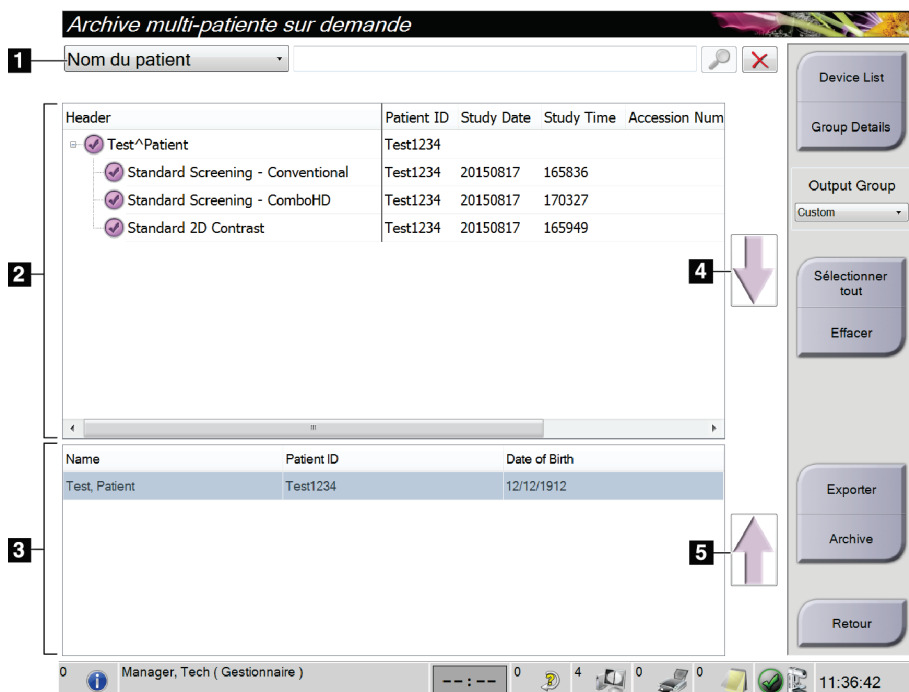 Archive multi-patiente sur demande
1
Nom du patient
Device List
Group Details
Output Group
Custom
Sélectionner tout
Effacer
Exporter
Archive
Retour
2
Header Patient ID Study Date Study Time Accession Num
Test^Patient Test1234
Standard Screening - Conventional Test1234 20150817 165836
Standard Screening - ComboHD Test1234 20150817 170327
Standard 2D Contrast Test1234 20150817 165949
4
3
Name Patient ID Date of Birth
Test, Patient Test1234 12/12/1912
5
0 Manager, Tech ( Gestionnaire ) --:-- 0 4 0 0 11:36:42